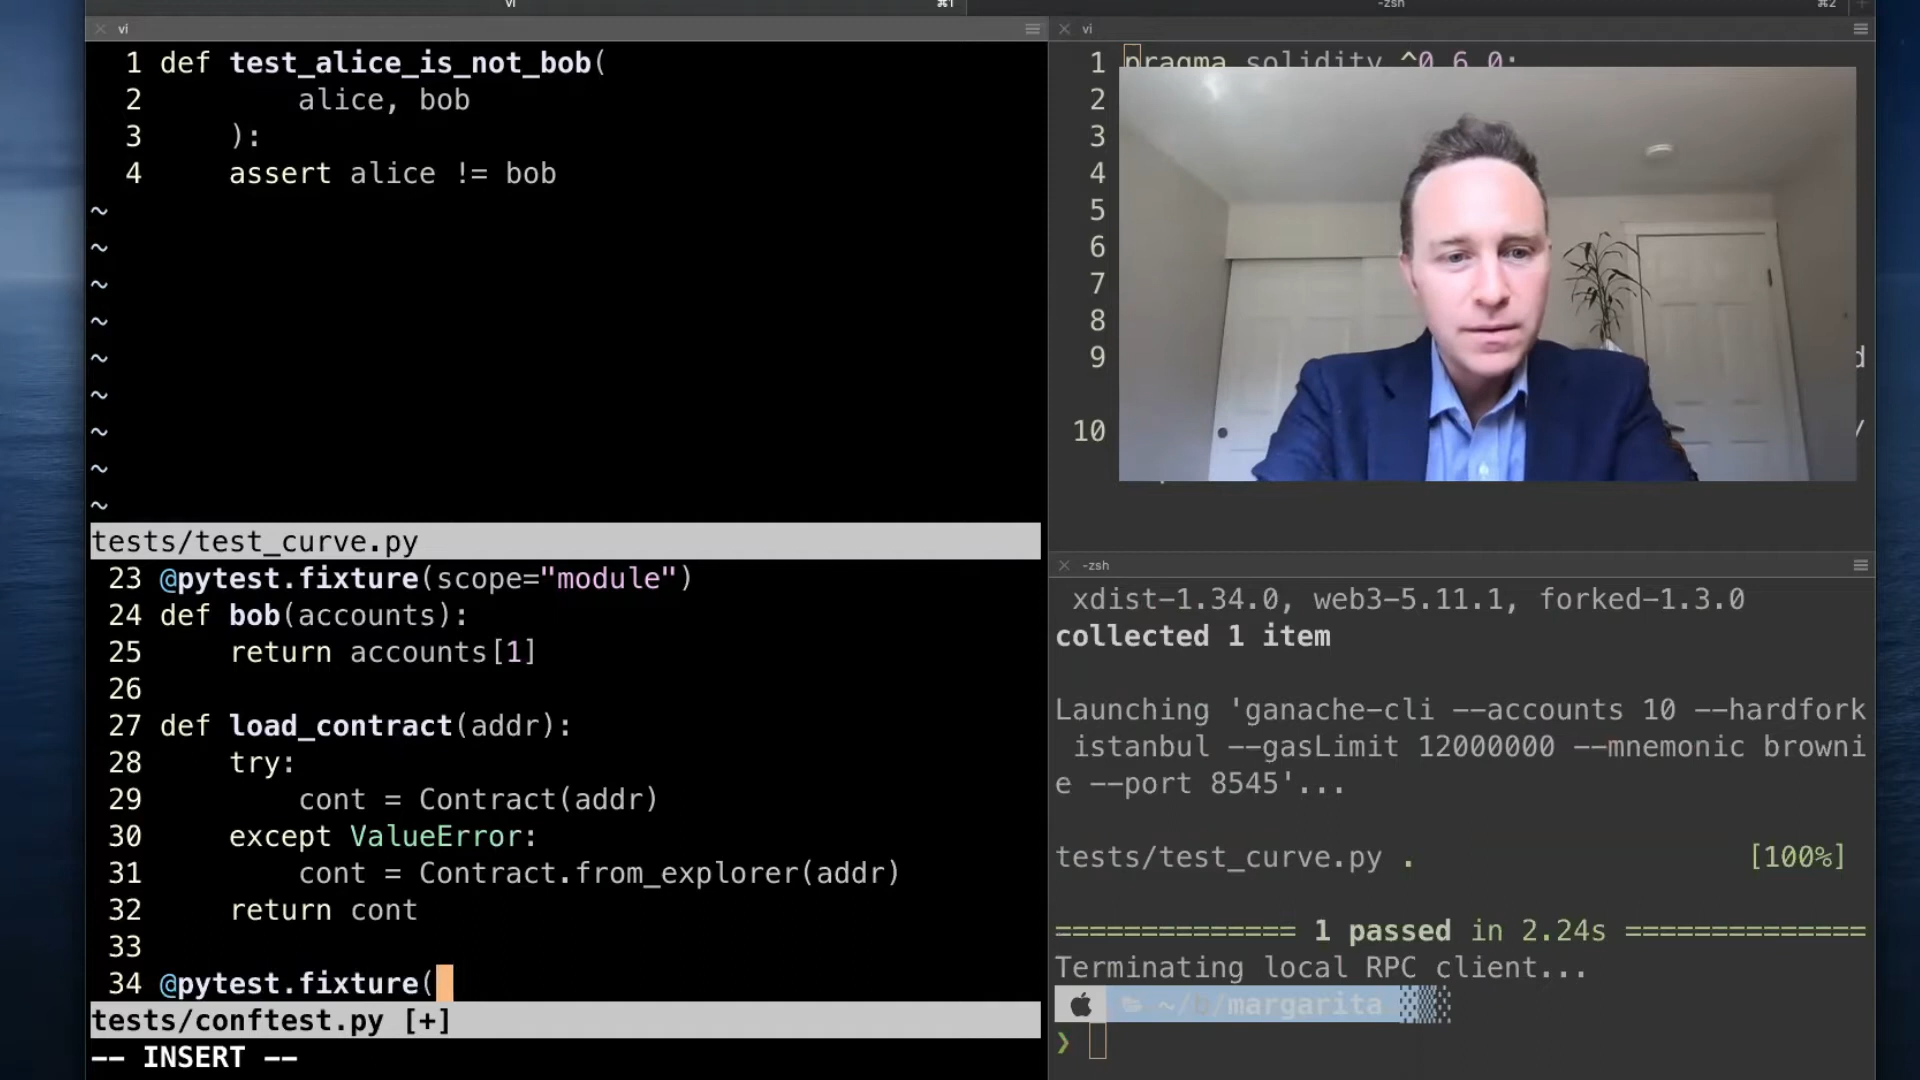 vi
⌘1
-zsh
⌘2
vi
1 def test_alice_is_not_bob(
2         alice, bob
3     ):
4     assert alice != bob
~
~
~
~
~
~
~
~
~
tests/test_curve.py
23 @pytest.fixture(scope="module")
24 def bob(accounts):
25     return accounts[1]
26
27 def load_contract(addr):
28     try:
29         cont = Contract(addr)
30     except ValueError:
31         cont = Contract.from_explorer(addr)
32     return cont
33
34 @pytest.fixture(
tests/conftest.py [+]
-- INSERT --
vi
1 pragma solidity ^0.6.0;
2
3
4
5
6
7
8
9 d
10 /
-zsh
xdist-1.34.0, web3-5.11.1, forked-1.3.0
collected 1 item
Launching 'ganache-cli --accounts 10 --hardfork
istanbul --gasLimit 12000000 --mnemonic browni
e --port 8545'...
tests/test_curve.py . [100%]
============== 1 passed in 2.24s ==============
Terminating local RPC client...
~/b/margarita
❯